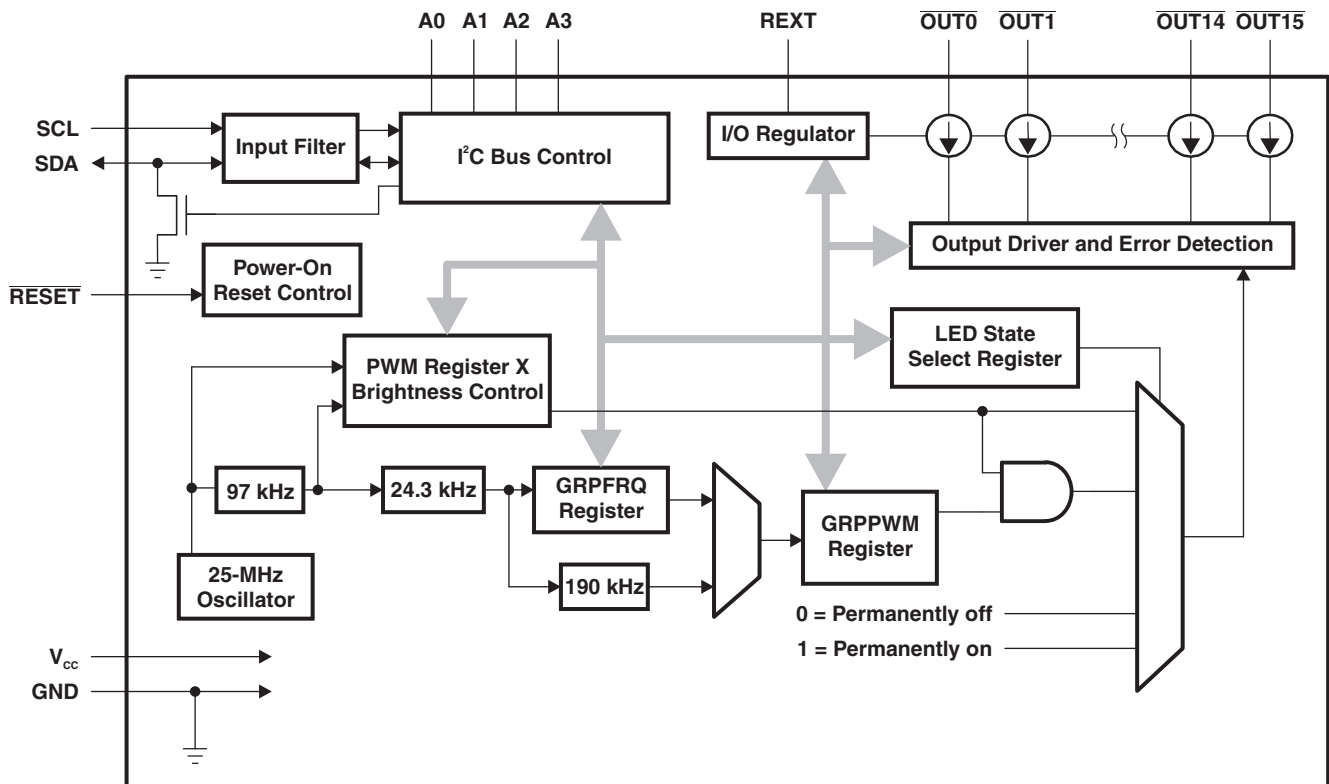 A0 A1 A2 A3 REXT OUT0 OUT1 OUT14 OUT15
SCL
SDA
Input Filter
I²C Bus Control
I/O Regulator
Output Driver and Error Detection
RESET
Power-On
Reset Control
LED State
Select Register
PWM Register X
Brightness Control
97 kHz
24.3 kHz
GRPFRQ
Register
GRPPWM
Register
25-MHz
Oscillator
190 kHz
0 = Permanently off
1 = Permanently on
VCC
GND